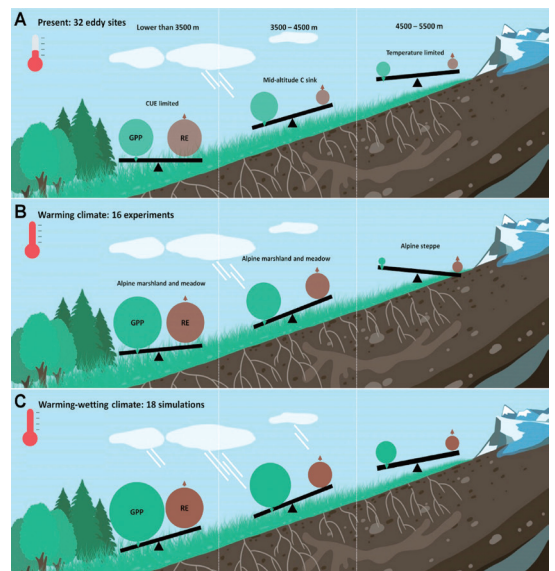 A
Present: 32 eddy sites
Lower than 3500 m
3500 – 4500 m
4500 – 5500 m
CUE limited
Mid-altitude C sink
Temperature limited
GPP
RE
B
Warming climate: 16 experiments
Alpine marshland and meadow
Alpine marshland and meadow
Alpine steppe
GPP
RE
C
Warming-wetting climate: 18 simulations
GPP
RE